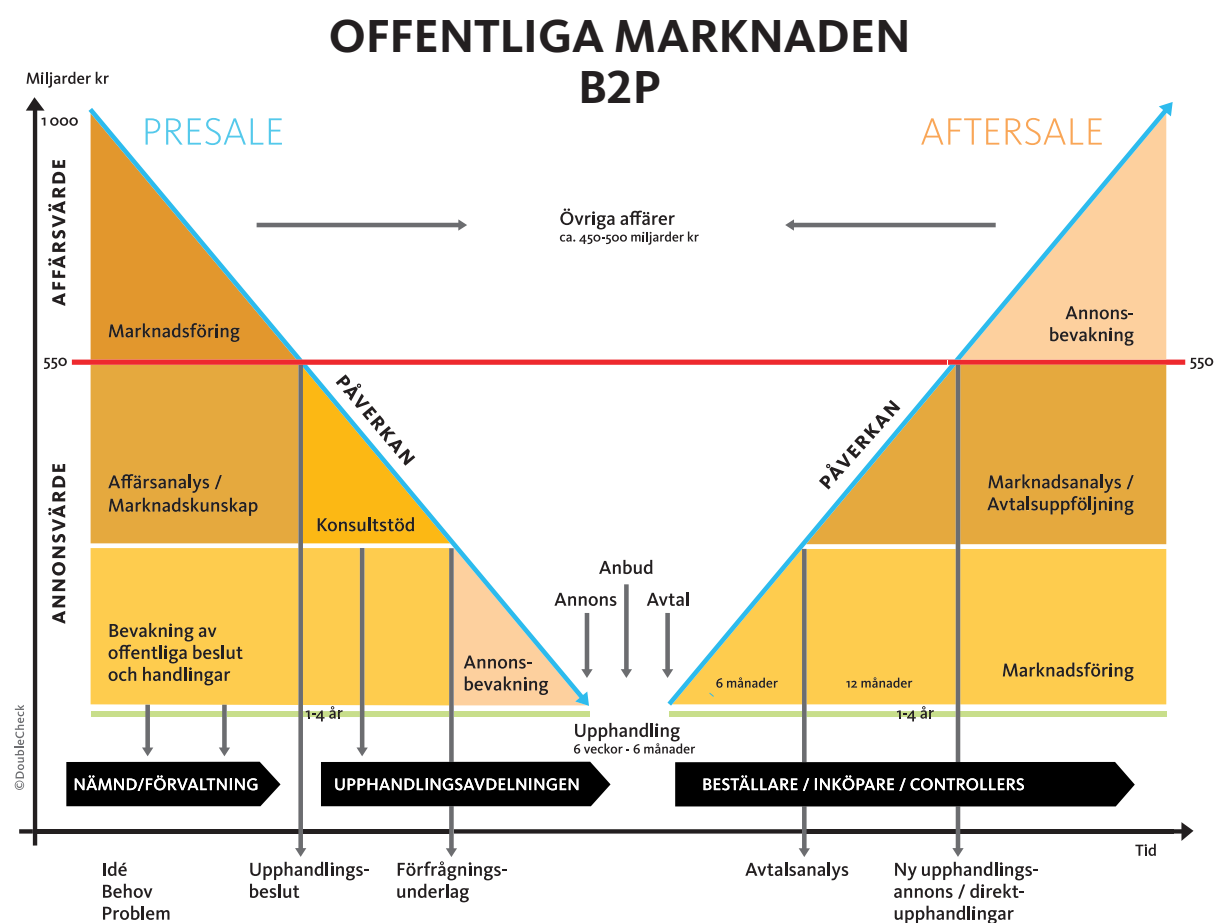 OFFENTLIGA MARKNADEN
B2P
Miljarder kr
1 000
PRESALE
AFTERSALE
AFFÄRSVÄRDE
Övriga affärer
ca. 450-500 miljarder kr
Marknadsföring
Annons-
bevakning
550
550
PÅVERKAN
PÅVERKAN
ANNONSVÄRDE
Affärsanalys /
Marknadskunskap
Konsultstöd
Marknadsanalys /
Avtalsuppföljning
Anbud
Annons
Avtal
Bevakning av
offentliga beslut
och handlingar
Annons-
bevakning
6 månader
12 månader
Marknadsföring
1-4 år
1-4 år
Upphandling
6 veckor - 6 månader
©DoubleCheck
NÄMND/FÖRVALTNING
UPPHANDLINGSAVDELNINGEN
BESTÄLLARE / INKÖPARE / CONTROLLERS
Tid
Idé
Behov
Problem
Upphandlings-
beslut
Förfrågnings-
underlag
Avtalsanalys
Ny upphandlings-
annons / direkt-
upphandlingar